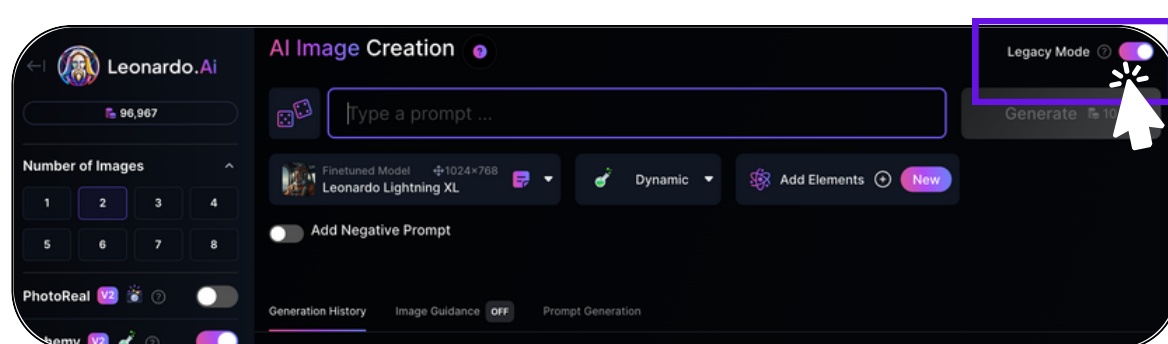 AI Image Creation
Legacy Mode
Leonardo.Ai
96,967
Type a prompt ...
Generate
Number of Images
Finetuned Model 1024×768
Leonardo Lightning XL
Dynamic
Add Elements
New
1 2 3 4
Add Negative Prompt
5 6 7 8
PhotoReal V2
Generation History Image Guidance OFF Prompt Generation
V2